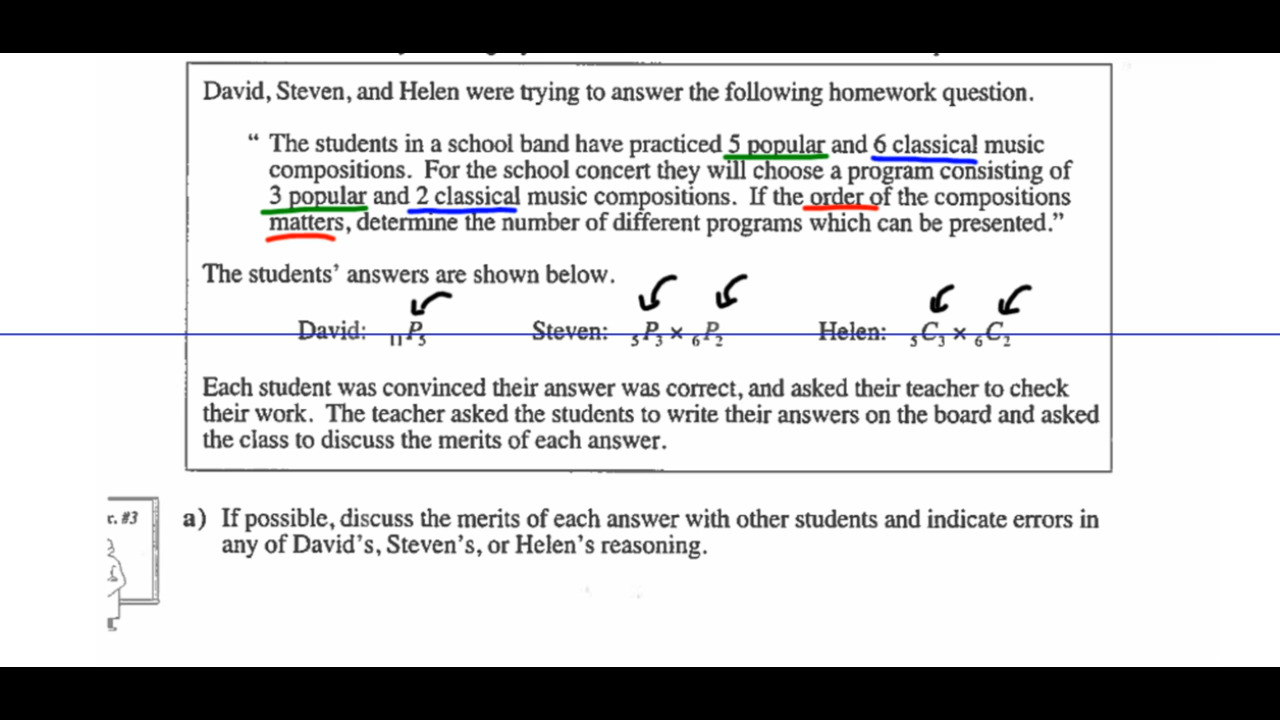 David, Steven, and Helen were trying to answer the following homework question.
“ The students in a school band have practiced 5 popular and 6 classical music
compositions. For the school concert they will choose a program consisting of
3 popular and 2 classical music compositions. If the order of the compositions
matters, determine the number of different programs which can be presented.”
The students’ answers are shown below.
David: ₁₁P₅ Steven: ₅P₃ × ₆P₂ Helen: ₅C₃ × ₆C₂
Each student was convinced their answer was correct, and asked their teacher to check
their work. The teacher asked the students to write their answers on the board and asked
the class to discuss the merits of each answer.
#3
a) If possible, discuss the merits of each answer with other students and indicate errors in
any of David’s, Steven’s, or Helen’s reasoning.